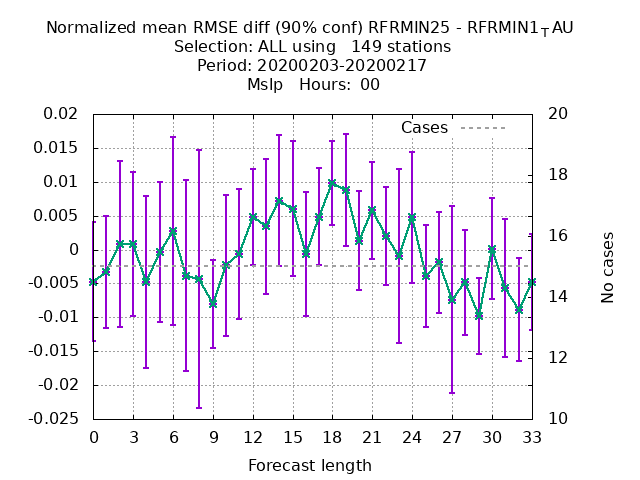 Normalized mean RMSE diff (90% conf) RFRMIN25 - RFRMIN1_TAU
Selection: ALL using   149 stations
Period: 20200203-20200217
Mslp   Hours:  00
Cases
0.02
0.015
0.01
0.005
0
-0.005
-0.01
-0.015
-0.02
-0.025
20
18
16
14
12
10
No cases
0 3 6 9 12 15 18 21 24 27 30 33
Forecast length